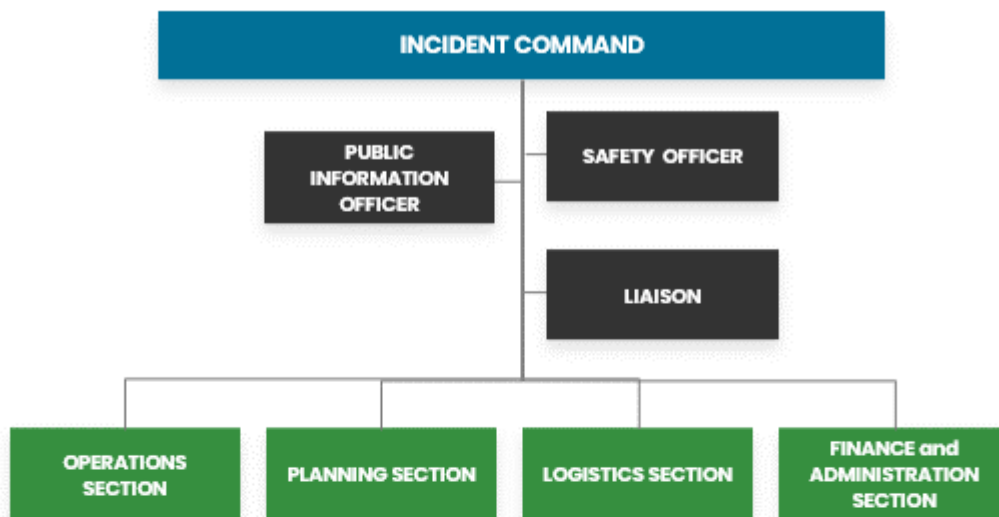 INCIDENT COMMAND
PUBLIC
INFORMATION
OFFICER
SAFETY OFFICER
LIAISON
OPERATIONS
SECTION
PLANNING SECTION
LOGISTICS SECTION
FINANCE and
ADMINISTRATION
SECTION